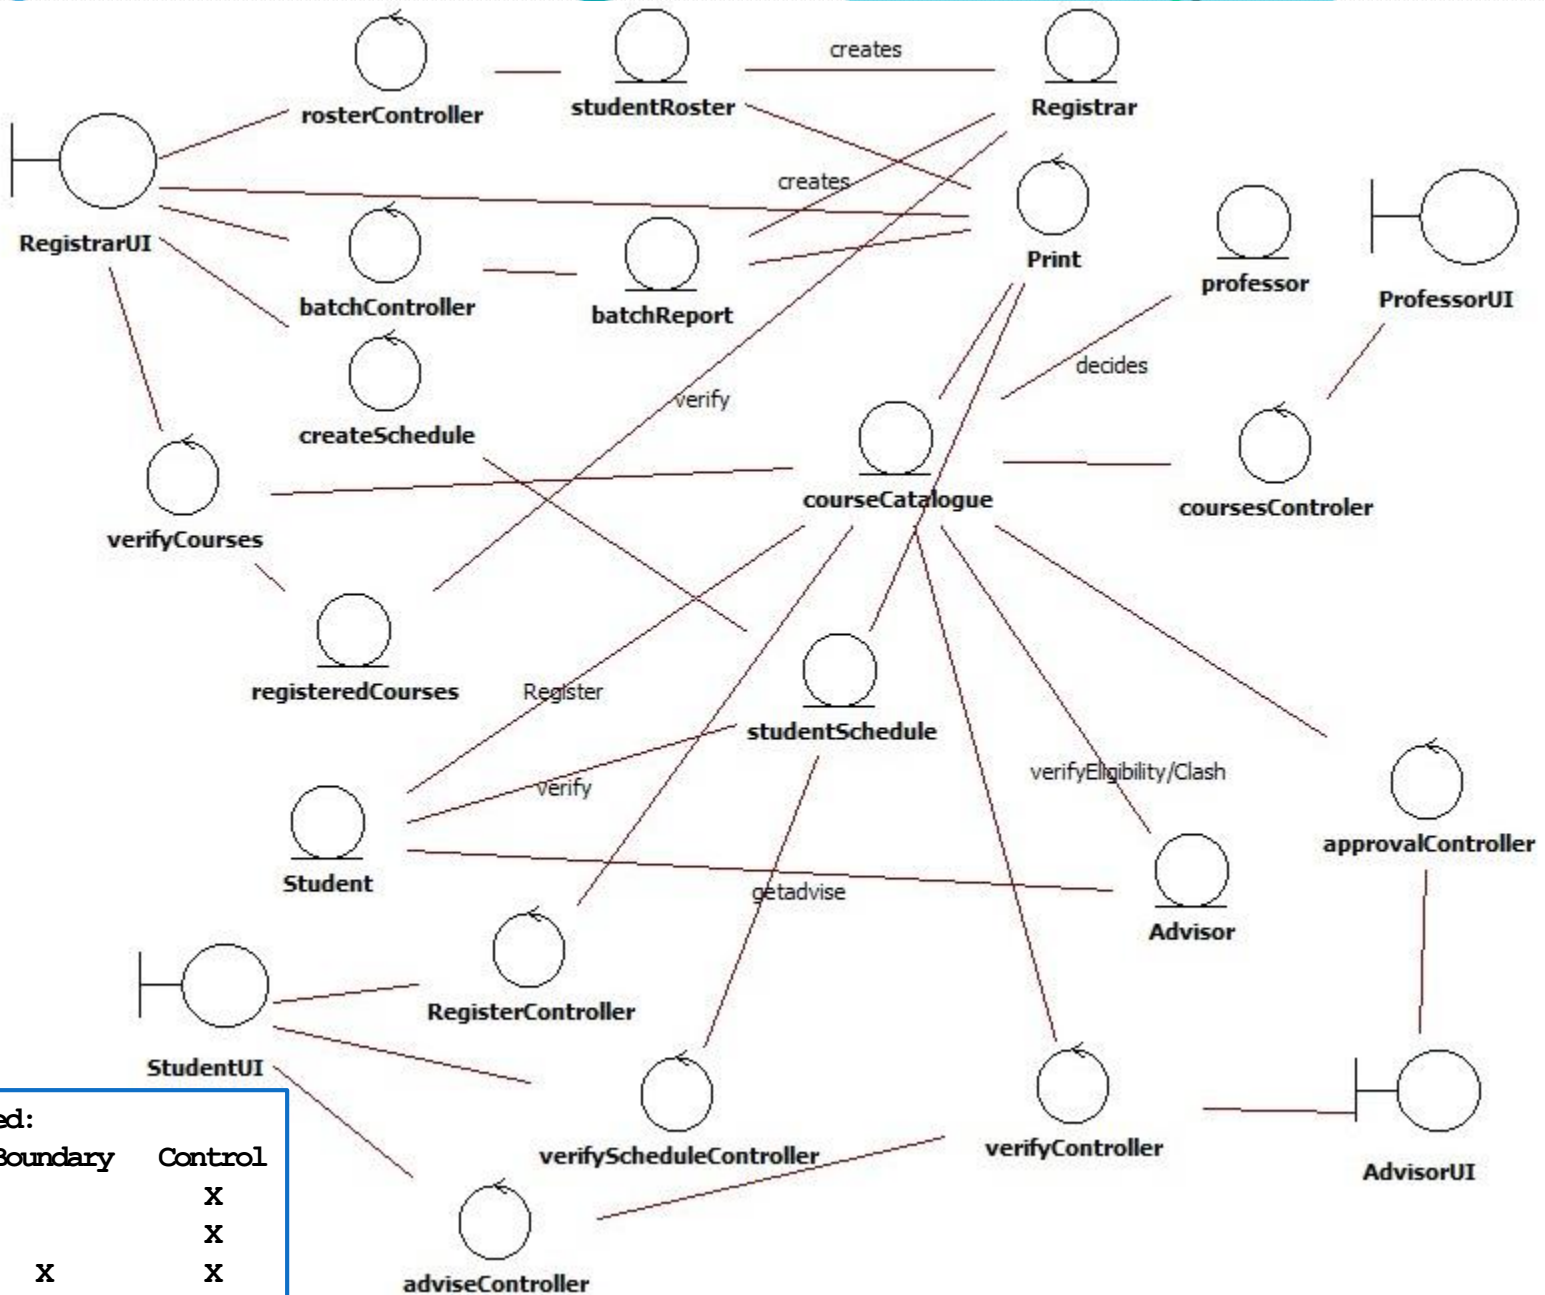 creates
rosterController
studentRoster
Registrar
creates
RegistrarUI
Print
professor
ProfessorUI
batchController
batchReport
decides
verify
createSchedule
courseCatalogue
coursesControler
verifyCourses
registeredCourses
Register
studentSchedule
verify
verifyEligibility/Clash
approvalController
Student
getadvise
Advisor
RegisterController
StudentUI
verifyScheduleController
verifyController
AdvisorUI
adviseController
Boundary Control
X
X
X X